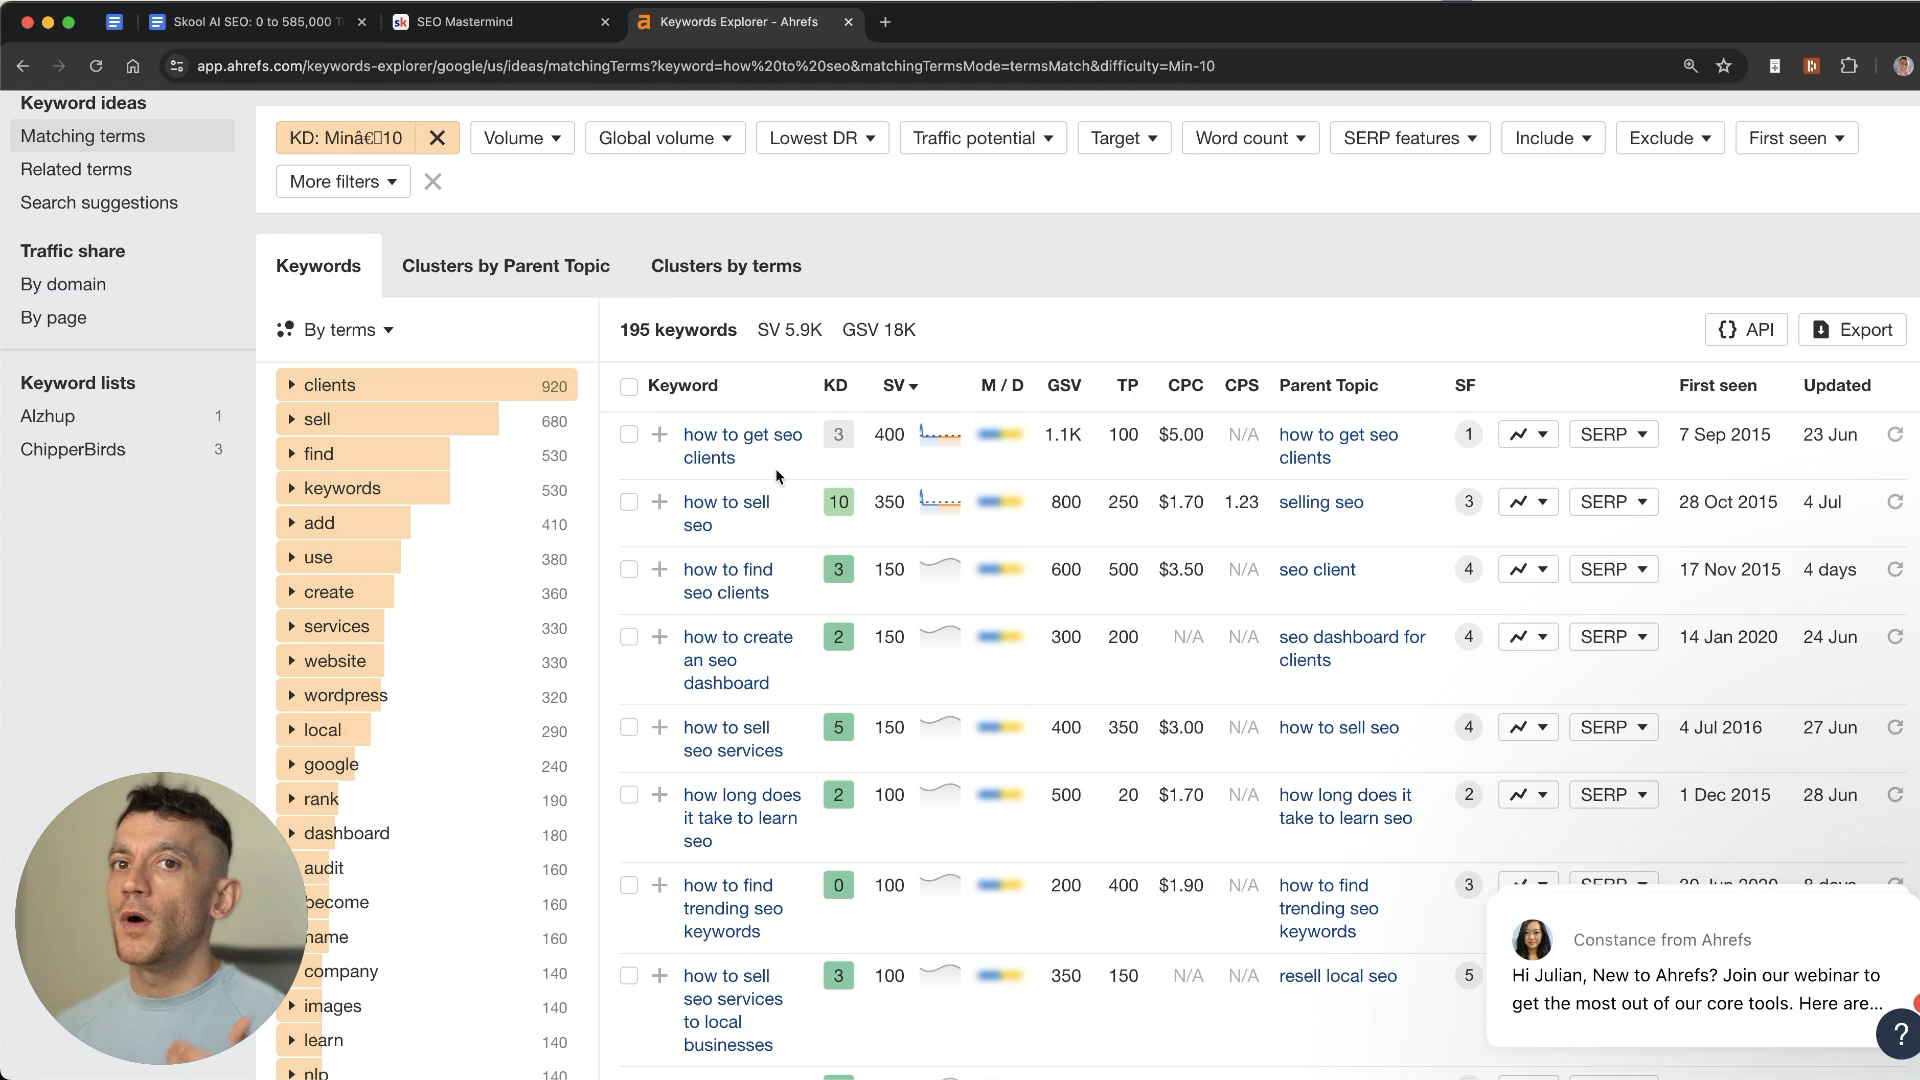 Skool AI SEO: 0 to 585,000 T
sk SEO Mastermind
Keywords Explorer - Ahrefs
app.ahrefs.com/keywords-explorer/google/us/ideas/matchingTerms?keyword=how%20to%20seo&matchingTermsMode=termsMatch&difficulty=Min-10
Keyword ideas
Matching terms
Related terms
Search suggestions
Traffic share
By domain
By page
Keyword lists
Alzhup 1
ChipperBirds 3
KD: Minâ€10
Volume
Global volume
Lowest DR
Traffic potential
Target
Word count
SERP features
Include
Exclude
First seen
More filters
Keywords
Clusters by Parent Topic
Clusters by terms
By terms
195 keywords SV 5.9K GSV 18K
{} API
Export
clients 920
sell 680
find 530
keywords 530
add 410
use 380
create 360
services 330
website 330
wordpress 320
local 290
google 240
rank 190
dashboard 180
audit 160
become 160
name 160
company 140
images 140
learn 140
nlp 140
Keyword KD SV M / D GSV TP CPC CPS Parent Topic SF First seen Updated
how to get seo clients 3 400 1.1K 100 $5.00 N/A how to get seo clients 1 SERP 7 Sep 2015 23 Jun
how to sell seo 10 350 800 250 $1.70 1.23 selling seo 3 SERP 28 Oct 2015 4 Jul
how to find seo clients 3 150 600 500 $3.50 N/A seo client 4 SERP 17 Nov 2015 4 days
how to create an seo dashboard 2 150 300 200 N/A N/A seo dashboard for clients 4 SERP 14 Jan 2020 24 Jun
how to sell seo services 5 150 400 350 $3.00 N/A how to sell seo 4 SERP 4 Jul 2016 27 Jun
how long does it take to learn seo 2 100 500 20 $1.70 N/A how long does it take to learn seo 2 SERP 1 Dec 2015 28 Jun
how to find trending seo keywords 0 100 200 400 $1.90 N/A how to find trending seo keywords 3
how to sell seo services to local businesses 3 100 350 150 N/A N/A resell local seo 5
Constance from Ahrefs
Hi Julian, New to Ahrefs? Join our webinar to
get the most out of our core tools. Here are...
?